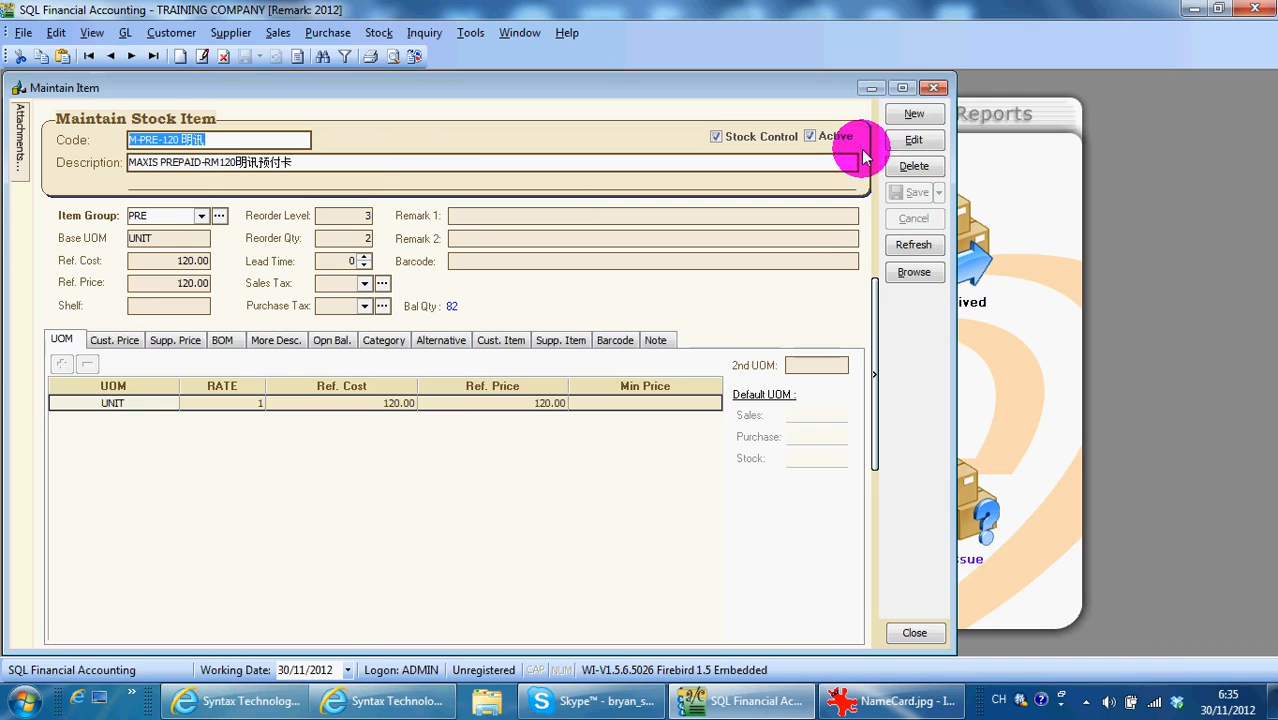 SQL Financial Accounting - TRAINING COMPANY [Remark: 2012]
File Edit View GL Customer Supplier Sales Purchase Stock Inquiry Tools Window Help
Maintain Item
Attachments...
Maintain Stock Item
Code: M-PRE-120 明讯
Stock Control Active
Description: MAXIS PREPAID-RM120明讯预付卡
New
Edit
Delete
Save
Cancel
Refresh
Browse
Reports
Item Group: PRE Reorder Level: 3 Remark 1:
Base UOM UNIT Reorder Qty: 2 Remark 2:
Ref. Cost: 120.00 Lead Time: 0 Barcode:
Ref. Price: 120.00 Sales Tax:
Shelf: Purchase Tax: Bal Qty : 82
UOM Cust. Price Supp. Price BOM More Desc. Opn Bal. Category Alternative Cust. Item Supp. Item Barcode Note
2nd UOM:
UOM RATE Ref. Cost Ref. Price Min Price
UNIT 1 120.00 120.00
Default UOM :
Sales:
Purchase:
Stock:
ived
ssue
Close
SQL Financial Accounting Working Date: 30/11/2012 Logon: ADMIN Unregistered CAP NUM WI-V1.5.6.5026 Firebird 1.5 Embedded
Syntax Technolog... Syntax Technolo... Skype™ - bryan_s... SQL Financial Ac... NameCard.jpg - I... CH 6:35
30/11/2012